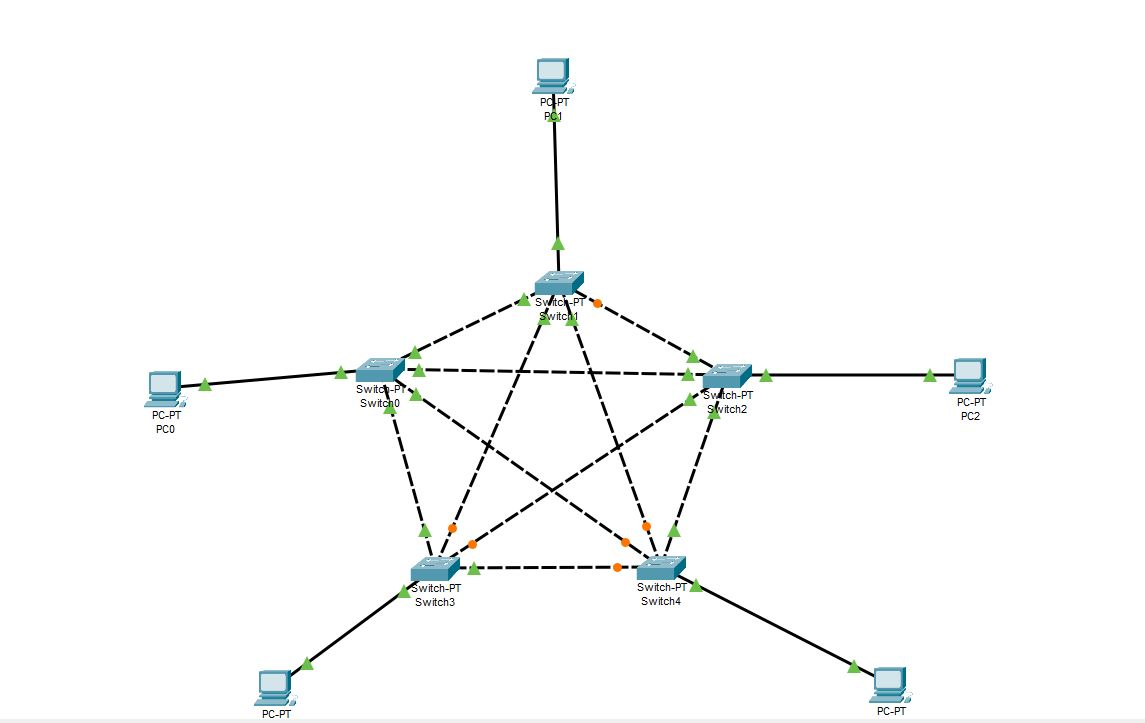 PC-PT
PC1
Switch-PT
Switch1
Switch-PT
Switch0
Switch-PT
Switch2
PC-PT
PC0
PC-PT
PC2
Switch-PT
Switch3
Switch-PT
Switch4
PC-PT
PC-PT